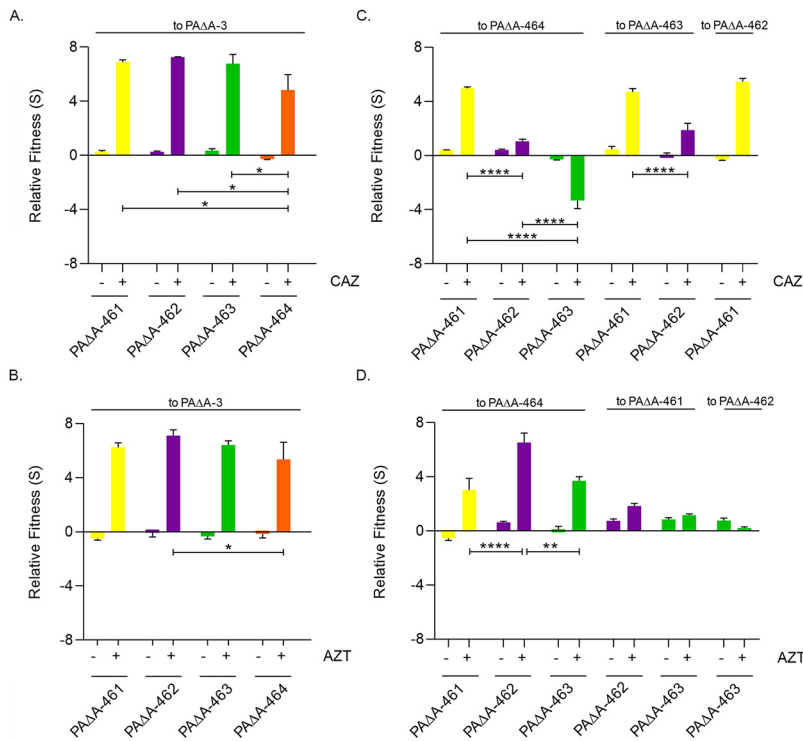 A.
to PAΔA-3
Relative Fitness (S)
8
4
0
-4
-8
*
*
*
- + - + - + - + CAZ
PAΔA-461 PAΔA-462 PAΔA-463 PAΔA-464
C.
to PAΔA-464 to PAΔA-463 to PAΔA-462
Relative Fitness (S)
8
4
0
-4
-8
**** ****
****
****
- + - + - + - + - + - + CAZ
PAΔA-461 PAΔA-462 PAΔA-463 PAΔA-461 PAΔA-462 PAΔA-461
B.
to PAΔA-3
Relative Fitness (S)
8
4
0
-4
-8
*
- + - + - + - + AZT
PAΔA-461 PAΔA-462 PAΔA-463 PAΔA-464
D.
to PAΔA-464 to PAΔA-461 to PAΔA-462
Relative Fitness (S)
8
4
0
-4
-8
**** **
- + - + - + - + - + - + AZT
PAΔA-461 PAΔA-462 PAΔA-463 PAΔA-462 PAΔA-463 PAΔA-463